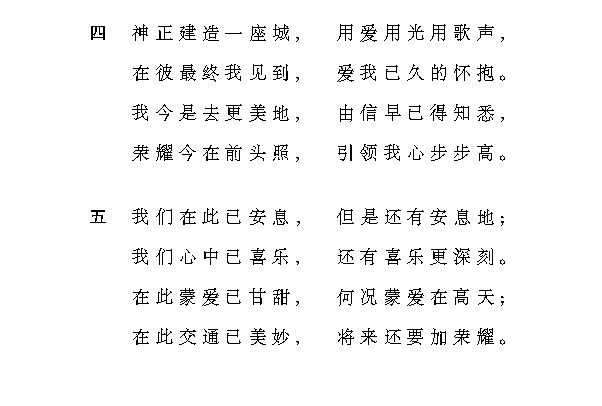 四 神正建造一座城， 用爱用光用歌声，
在彼最终我见到， 爱我已久的怀抱。
我今是去更美地， 由信早已得知悉，
荣耀今在前头照， 引领我心步步高。
五 我们在此已安息， 但是还有安息地；
我们心中已喜乐， 还有喜乐更深刻。
在此蒙爱已甘甜， 何况蒙爱在高天；
在此交通已美妙， 将来还要加荣耀。